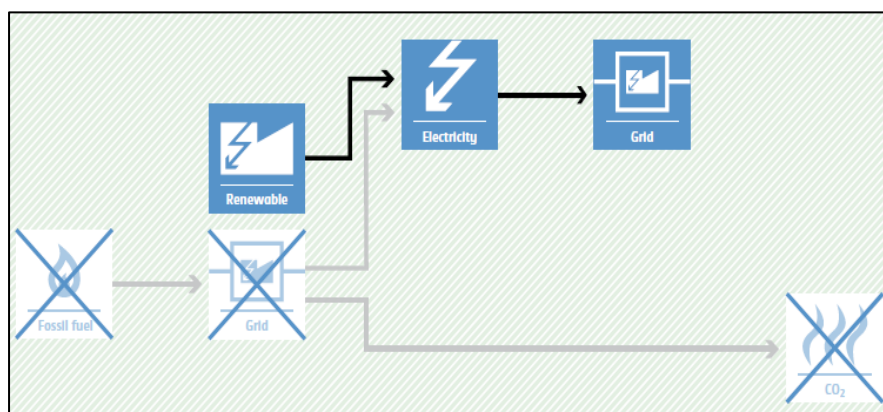 Electricity
Grid
Renewable
Fossil fuel
Grid
CO₂